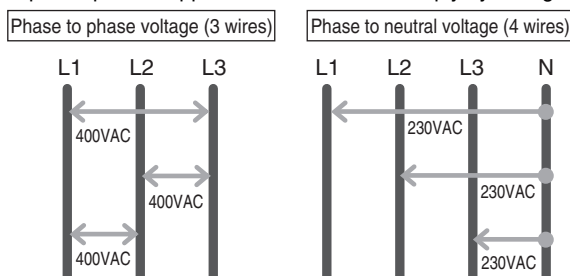 Phase to phase voltage (3 wires)
L1 L2 L3
400VAC
400VAC
400VAC
Phase to neutral voltage (4 wires)
L1 L2 L3 N
230VAC
230VAC
230VAC